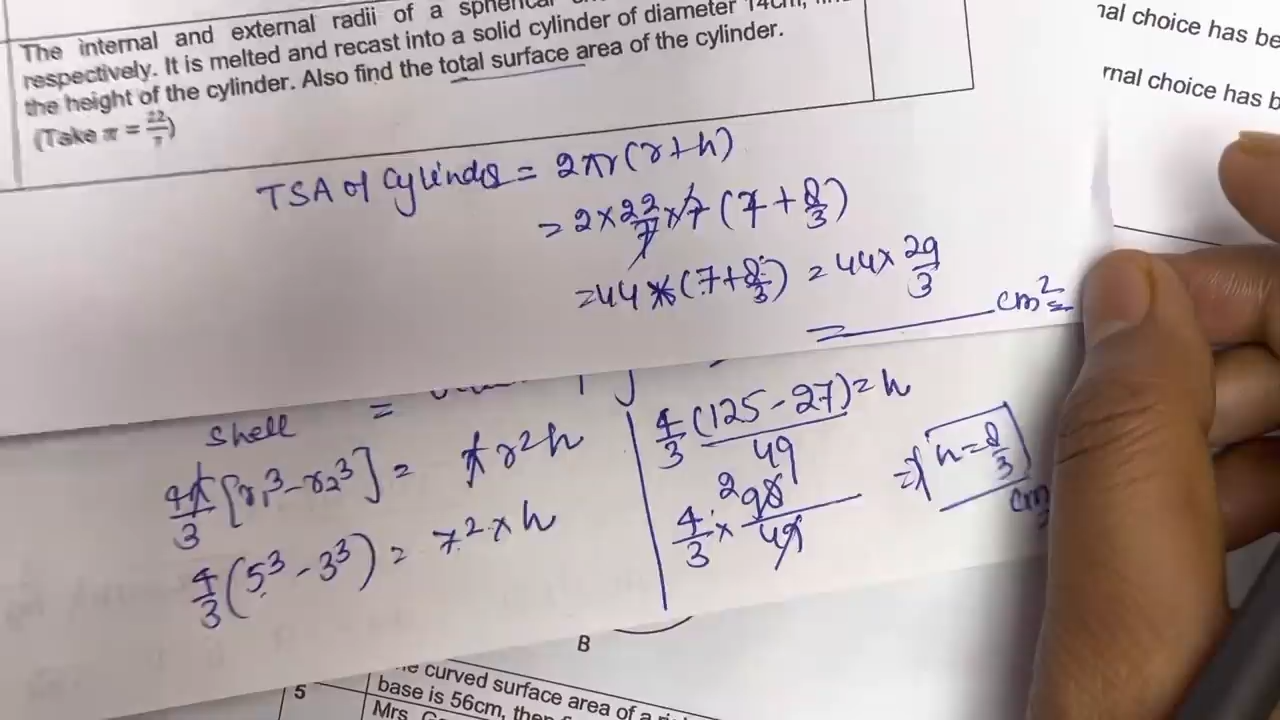 The internal and external radii of a spherical
respectively. It is melted and recast into a solid cylinder of diameter 14cm,
the height of the cylinder. Also find the total surface area of the cylinder.
(Take π = 22/7)
nal choice has be
rnal choice has b
TSA of Cylinder = 2πr(r+h)
= 2×22/7×7 (7+8/3)
=44×(7+8/3) = 44×29/3
= ______ cm²
Shell =
4π/3 [r₁³-r₂³] = πr²h
4/3 (5³-3³) = 7²×h
4/3 (125-27)/49 = h
4/3 × 98/49 2
=> h=8/3 cm
B
5
curved surface area of a
base is 56cm, then
Mrs